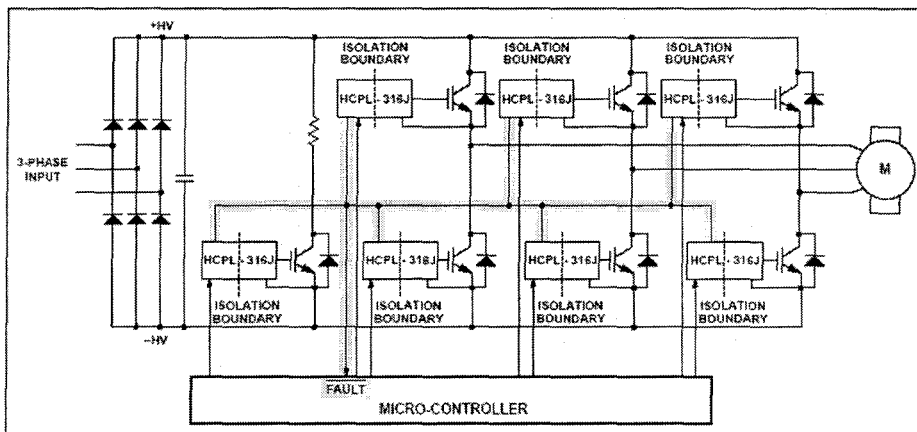 +HV
ISOLATION
BOUNDARY
ISOLATION
BOUNDARY
ISOLATION
BOUNDARY
HCPL - 316J
HCPL - 316J
HCPL - 316J
3-PHASE
INPUT
M
HCPL - 316J
HCPL - 316J
HCPL - 316J
HCPL - 316J
ISOLATION
BOUNDARY
ISOLATION
BOUNDARY
ISOLATION
BOUNDARY
ISOLATION
BOUNDARY
–HV
FAULT
MICRO-CONTROLLER